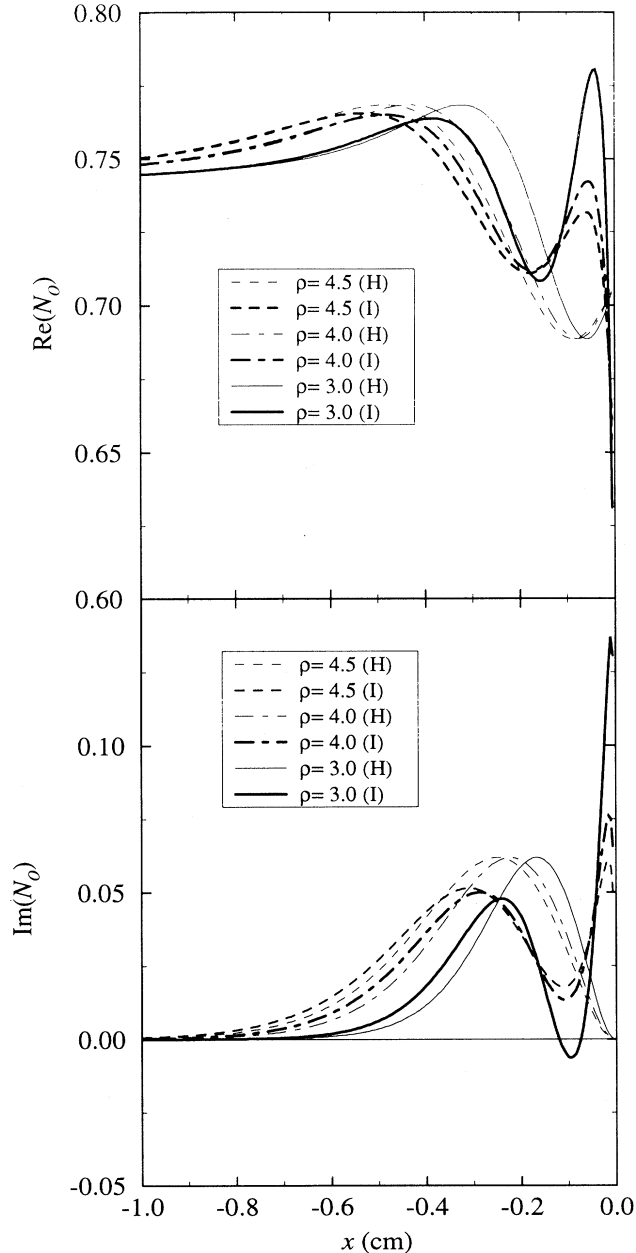 0.80
0.75
0.70
0.65
0.60
Re(N_o)
ρ= 4.5 (H)
ρ= 4.5 (I)
ρ= 4.0 (H)
ρ= 4.0 (I)
ρ= 3.0 (H)
ρ= 3.0 (I)
0.10
0.05
0.00
-0.05
Im(N_o)
ρ= 4.5 (H)
ρ= 4.5 (I)
ρ= 4.0 (H)
ρ= 4.0 (I)
ρ= 3.0 (H)
ρ= 3.0 (I)
-1.0 -0.8 -0.6 -0.4 -0.2 0.0
x (cm)